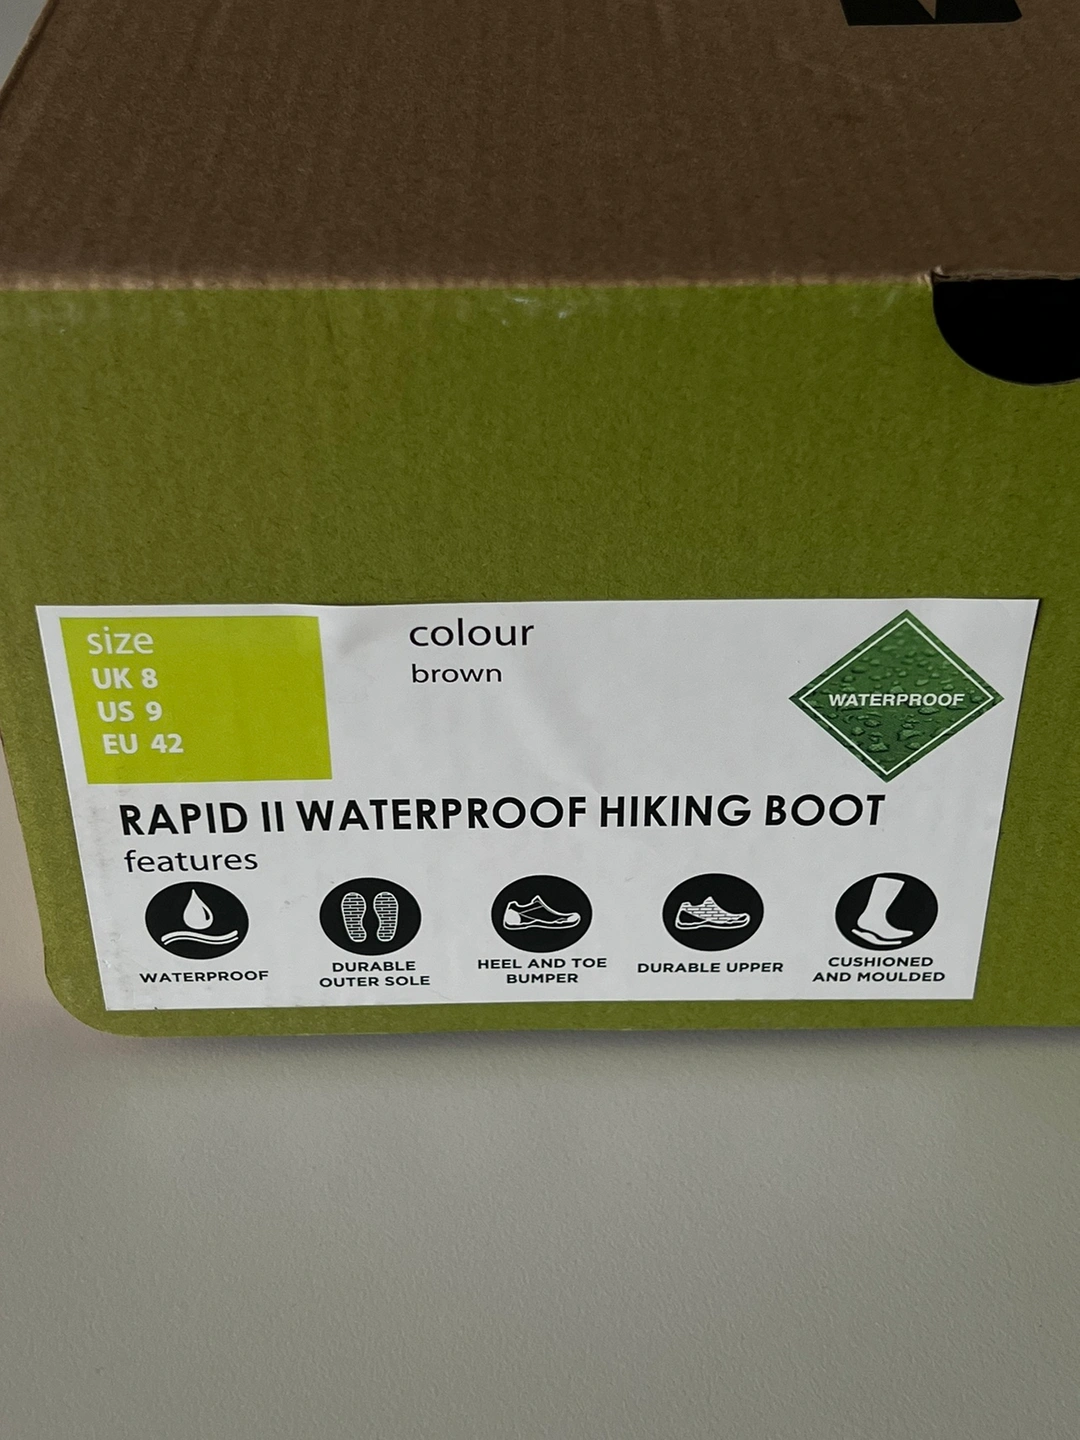 size
UK 8
US 9
EU 42
colour
brown
WATERPROOF
RAPID II WATERPROOF HIKING BOOT
features
WATERPROOF
DURABLE
OUTER SOLE
HEEL AND TOE
BUMPER
DURABLE UPPER
CUSHIONED
AND MOULDED